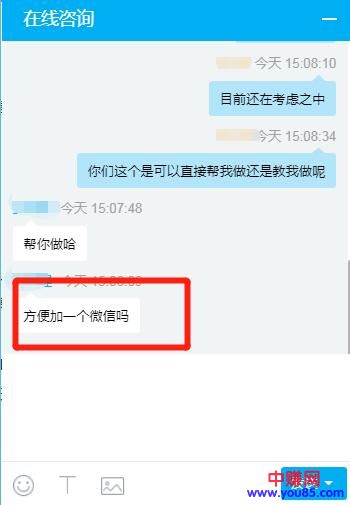 在线咨询
今天 15:08:10
目前还在考虑之中
今天 15:08:34
你们这个是可以直接帮我做还是教我做呢
今天 15:07:48
帮你做哈
今天
方便加一个微信吗
中赚网
www.you85.com